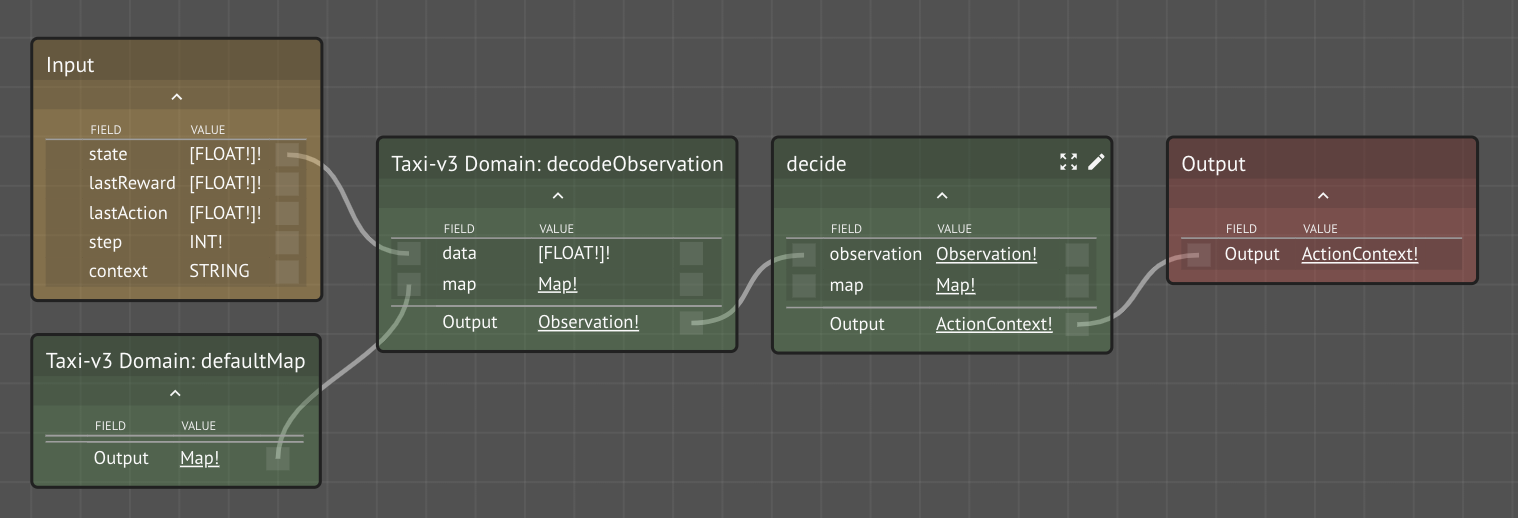 Input
FIELD VALUE
state [FLOAT!]!
lastReward [FLOAT!]!
lastAction [FLOAT!]!
step INT!
context STRING
Taxi-v3 Domain: defaultMap
FIELD VALUE
Output Map!
Taxi-v3 Domain: decodeObservation
FIELD VALUE
data [FLOAT!]!
map Map!
Output Observation!
decide
FIELD VALUE
observation Observation!
map Map!
Output ActionContext!
Output
FIELD VALUE
Output ActionContext!